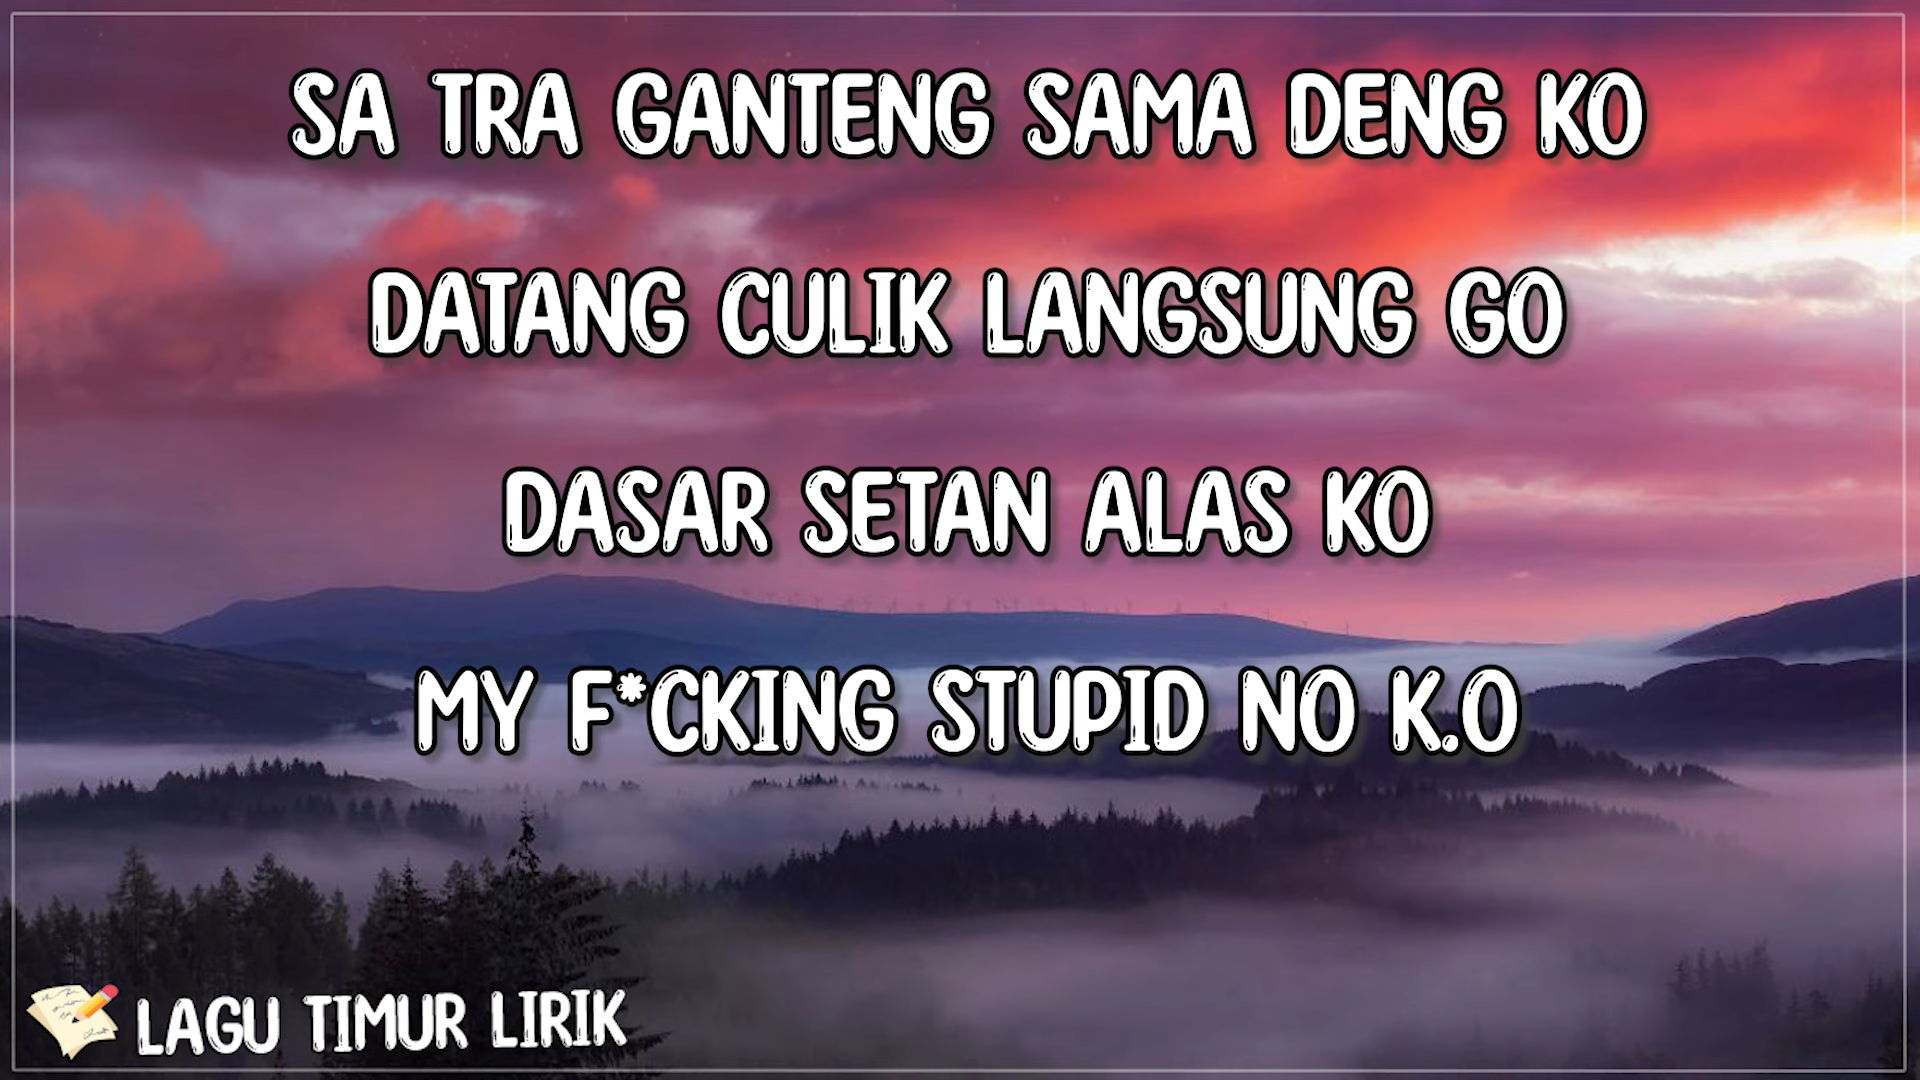 SA TRA GANTENG SAMA DENG KO
DATANG CULIK LANGSUNG GO
DASAR SETAN ALAS KO
MY F*CKING STUPID NO K.O
LAGU TIMUR LIRIK